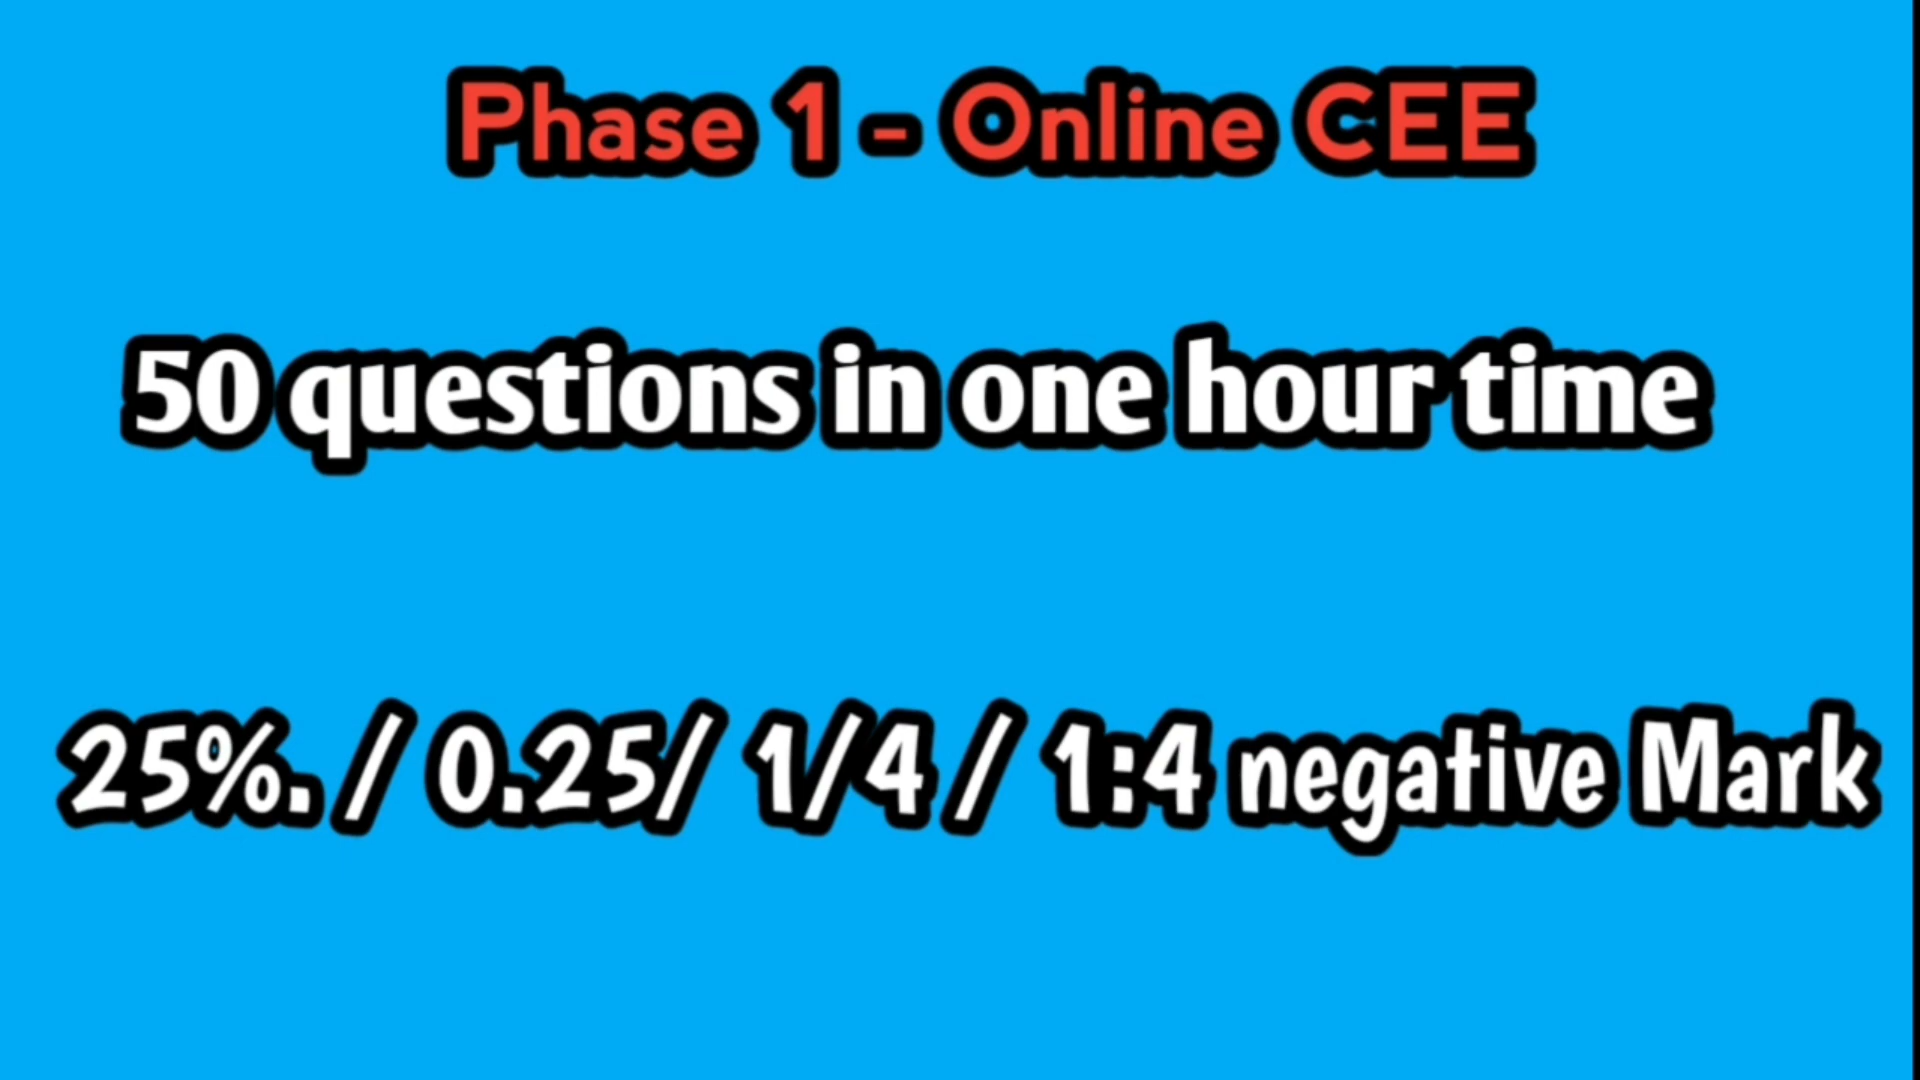 Phase 1 - Online CEE
50 questions in one hour time
25%. / 0.25/ 1/4 / 1:4 negative Mark